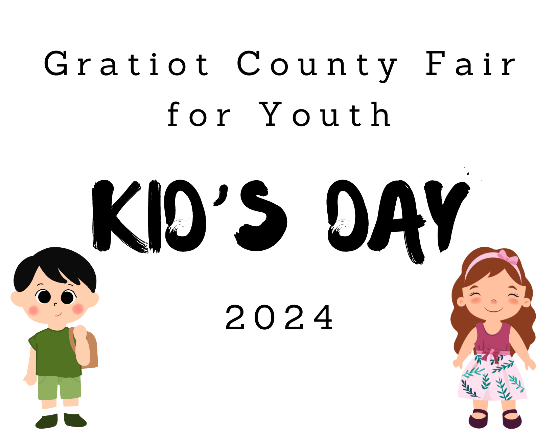 Gratiot County Fair
for Youth
KID'S DAY
2024